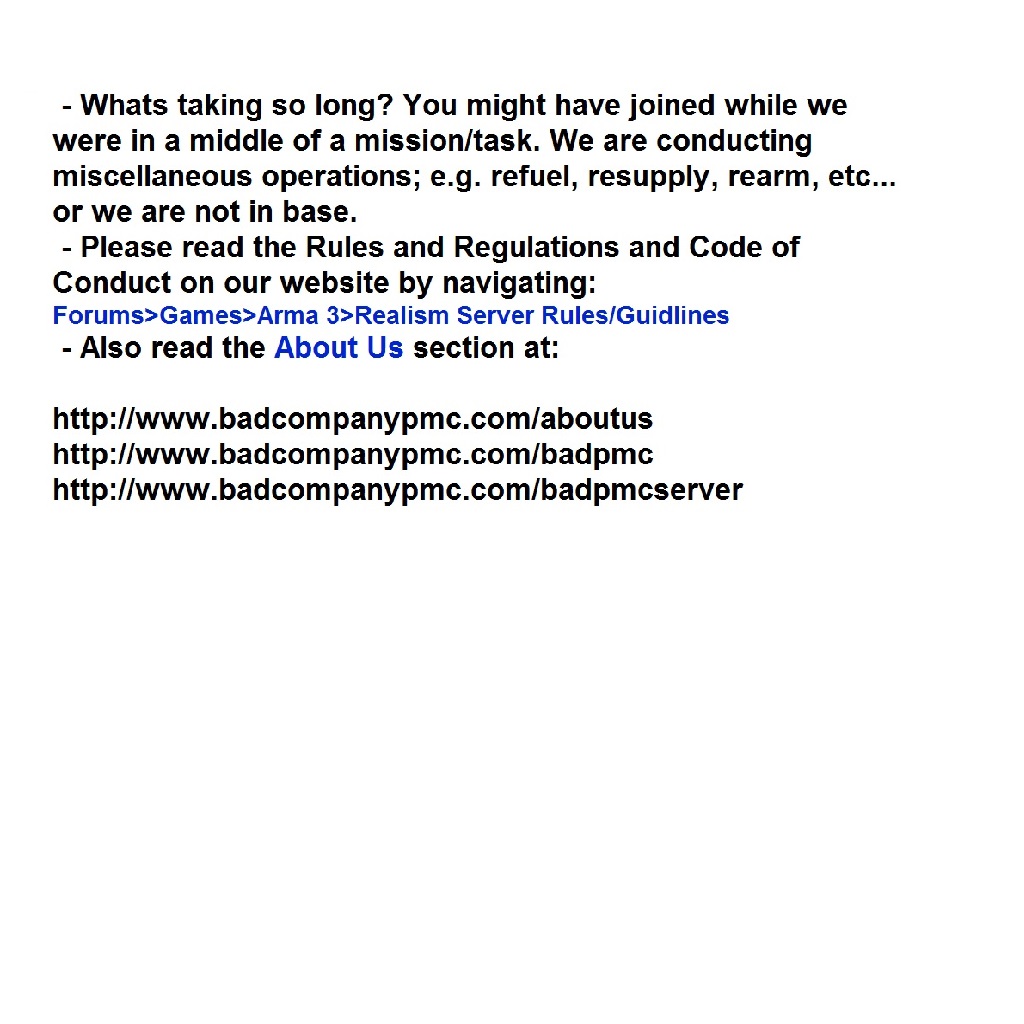 - Whats taking so long? You might have joined while we
were in a middle of a mission/task. We are conducting
miscellaneous operations; e.g. refuel, resupply, rearm, etc...
or we are not in base.
- Please read the Rules and Regulations and Code of
Conduct on our website by navigating:
Forums>Games>Arma 3>Realism Server Rules/Guidlines
- Also read the About Us section at:
http://www.badcompanypmc.com/aboutus
http://www.badcompanypmc.com/badpmc
http://www.badcompanypmc.com/badpmcserver